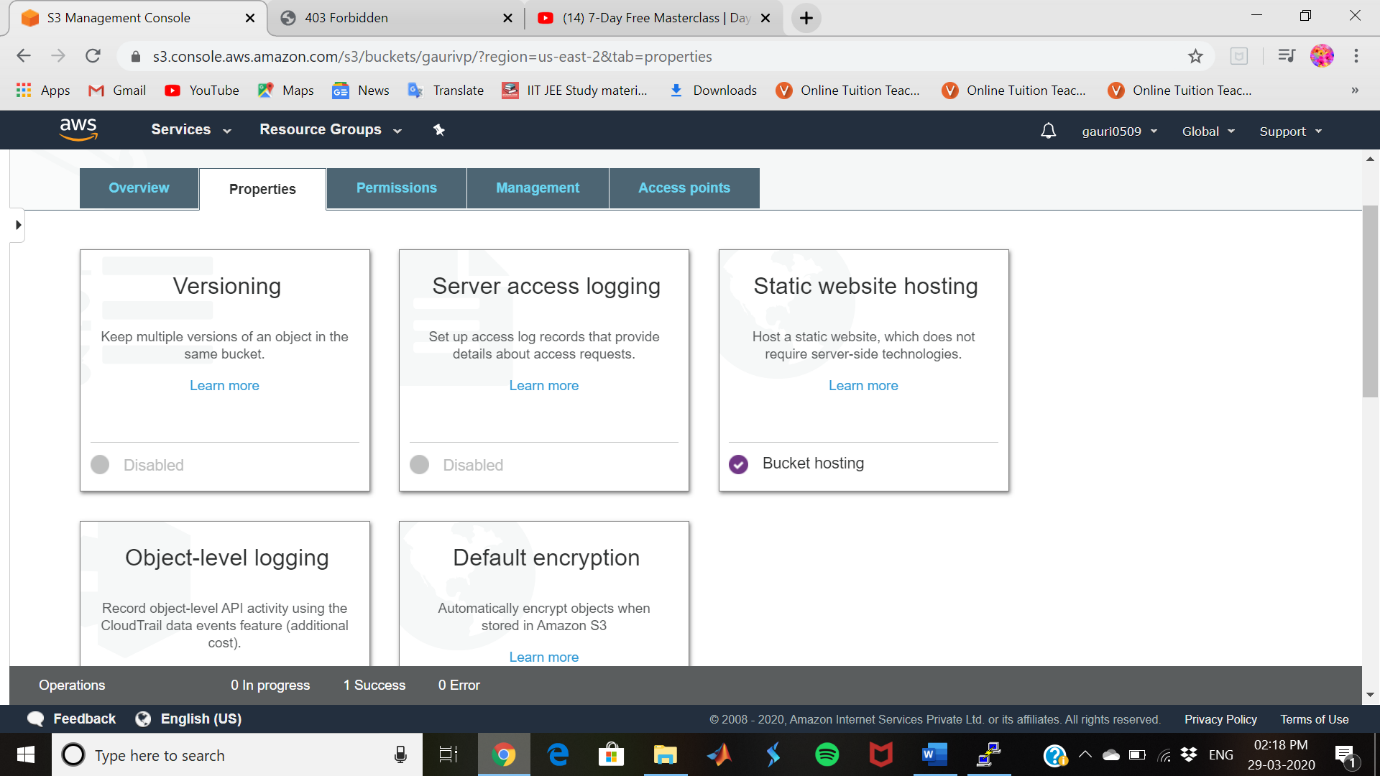 S3 Management Console
403 Forbidden
(14) 7-Day Free Masterclass | Day
s3.console.aws.amazon.com/s3/buckets/gaurivp/?region=us-east-2&tab=properties
Apps Gmail YouTube Maps GE News Translate IIT JEE Study materi... Downloads Online Tuition Teac... Online Tuition Teac... Online Tuition Teac... »
aws Services Resource Groups gauri0509 Global Support
Overview Properties Permissions Management Access points
Versioning
Keep multiple versions of an object in the
same bucket.
Learn more
Disabled
Server access logging
Set up access log records that provide
details about access requests.
Learn more
Disabled
Static website hosting
Host a static website, which does not
require server-side technologies.
Learn more
Bucket hosting
Object-level logging
Record object-level API activity using the
CloudTrail data events feature (additional
cost).
Default encryption
Automatically encrypt objects when
stored in Amazon S3
Learn more
Operations 0 In progress 1 Success 0 Error
Feedback English (US) © 2008 - 2020, Amazon Internet Services Private Ltd. or its affiliates. All rights reserved. Privacy Policy Terms of Use
Type here to search
ENG
02:18 PM
29-03-2020
1